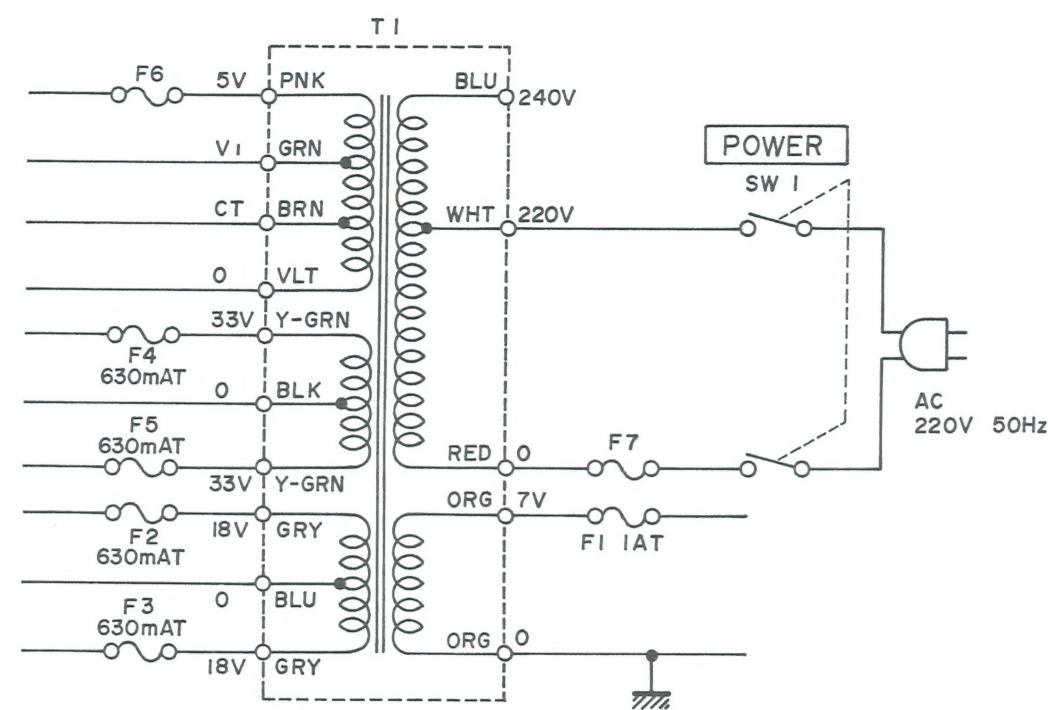 T1
F6
5V PNK
BLU
240V
V1 GRN
POWER
SW 1
CT BRN
WHT 220V
0 VLT
33V Y-GRN
F4
630mAT
0 BLK
AC
220V 50Hz
F5
630mAT
RED 0
F7
33V Y-GRN
ORG 7V
18V GRY
F2
630mAT
F1 1AT
0 BLU
F3
630mAT
ORG 0
18V GRY